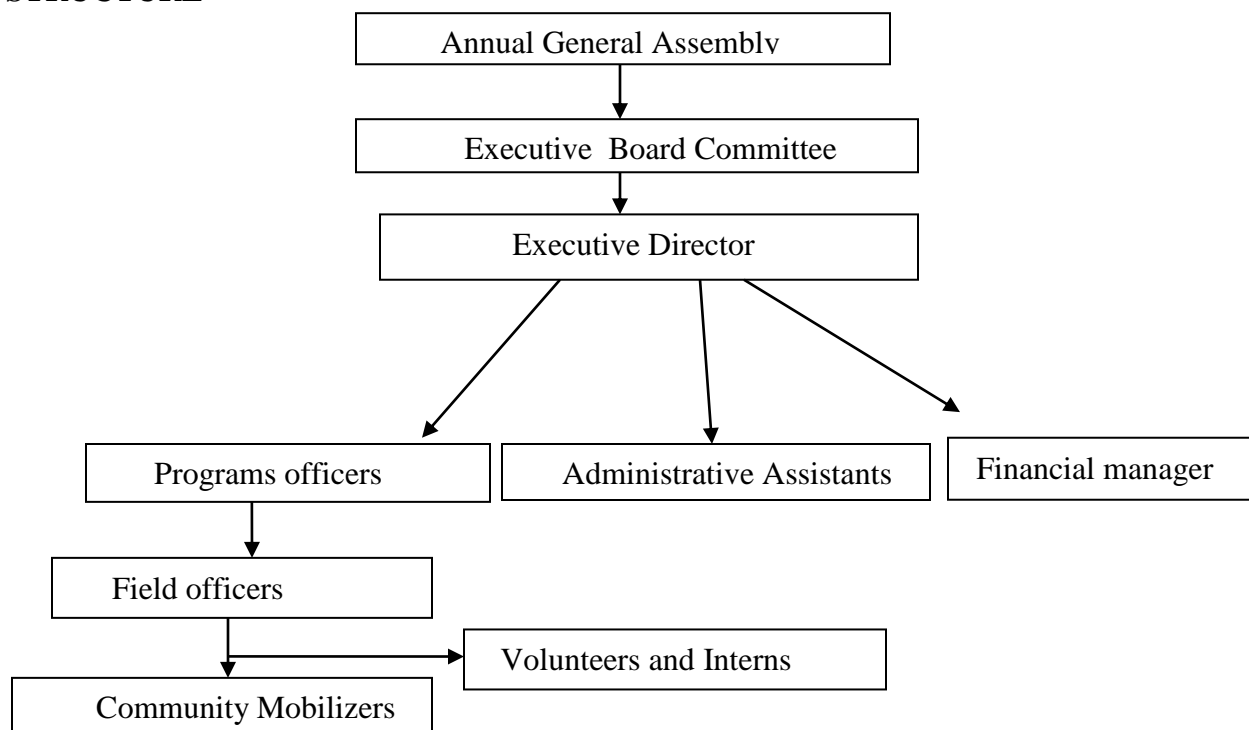 Annual General Assembly
Executive Board Committee
Executive Director
Programs officers
Administrative Assistants
Financial manager
Field officers
Volunteers and Interns
Community Mobilizers